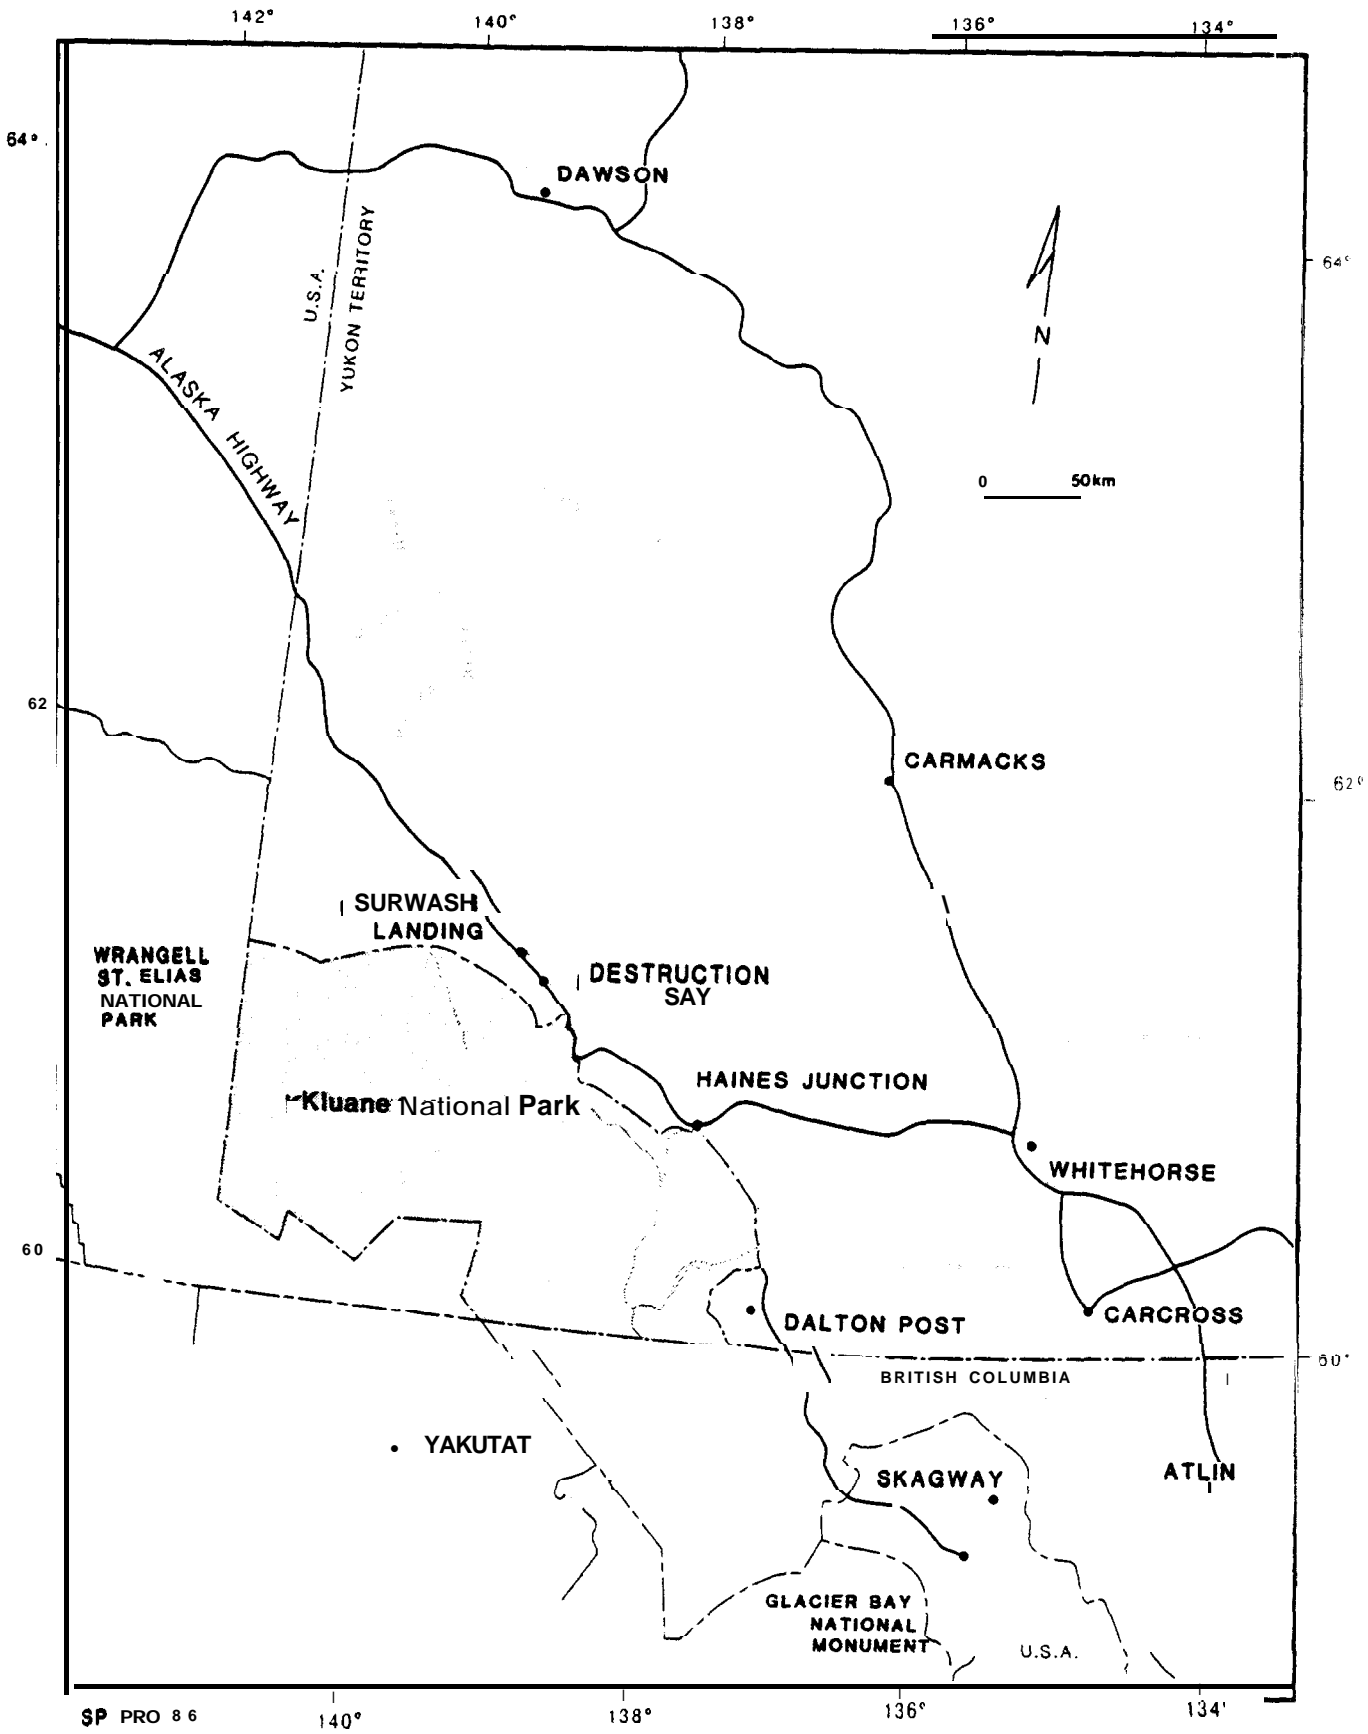 142° 140° 138° 136° 134°
64°
DAWSON
64°
U.S.A.
YUKON TERRITORY
N
ALASKA HIGHWAY
0 50km
62
CARMACKS
62°
SURWASH
LANDING
WRANGELL
ST. ELIAS
NATIONAL
PARK
DESTRUCTION
SAY
HAINES JUNCTION
Kluane National Park
WHITEHORSE
60
CARCROSS
DALTON POST
60°
BRITISH COLUMBIA
YAKUTAT
ATLIN
SKAGWAY
GLACIER BAY
NATIONAL
MONUMENT
U.S.A.
SP PRO 86
140° 138° 136° 134'